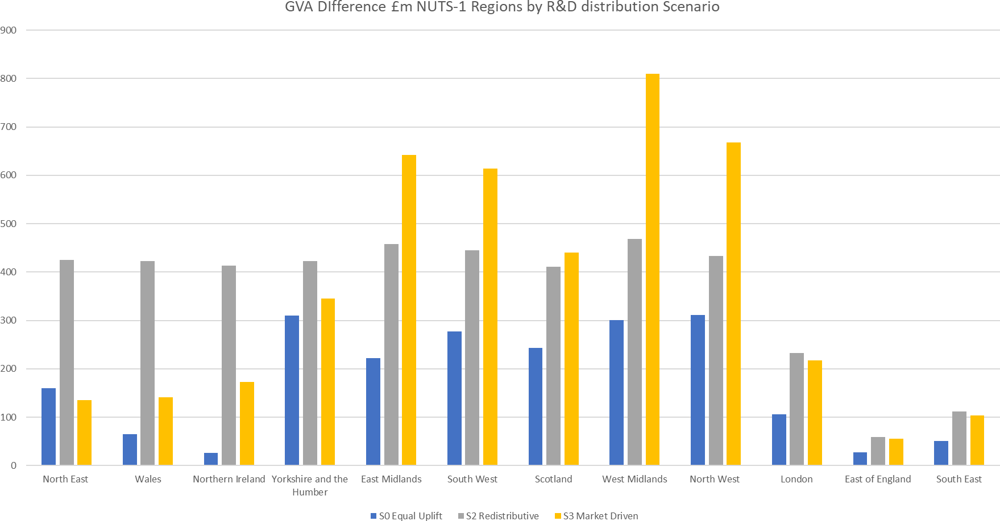 GVA DIfference £m NUTS-1 Regions by R&D distribution Scenario
900
800
700
600
500
400
300
200
100
0
North East
Wales
Northern Ireland
Yorkshire and the
Humber
East Midlands
South West
Scotland
West Midlands
North West
London
East of England
South East
S0 Equal Uplift
S2 Redistributive
S3 Market Driven